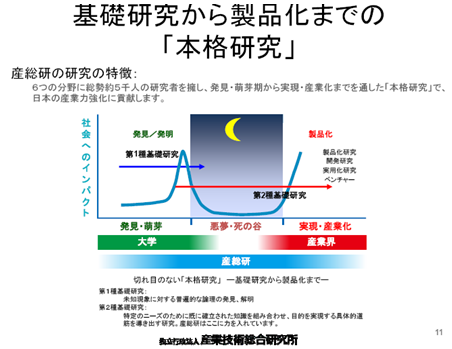 基礎研究から製品化までの
「本格研究」
産総研の研究の特徴：
６つの分野に総勢約５千人の研究者を擁し、発見・萌芽期から実現・産業化までを通した「本格研究」で、
日本の産業力強化に貢献します。
社会へのインパクト
発見／発明
製品化
第1種基礎研究
製品化研究
開発研究
実用化研究
ベンチャー
第2種基礎研究
発見・萌芽
悪夢・死の谷
実現・産業化
大学
産業界
産総研
切れ目のない「本格研究」 ー基礎研究から製品化までー
第１種基礎研究：
未知現象に対する普遍的な論理の発見、解明
第２種基礎研究：
特定のニーズのために既に確立された知識を組み合わせ、目的を実現する具体的道
筋を導き出す研究。産総研はここに力を入れています。
独立行政法人 産業技術総合研究所
11